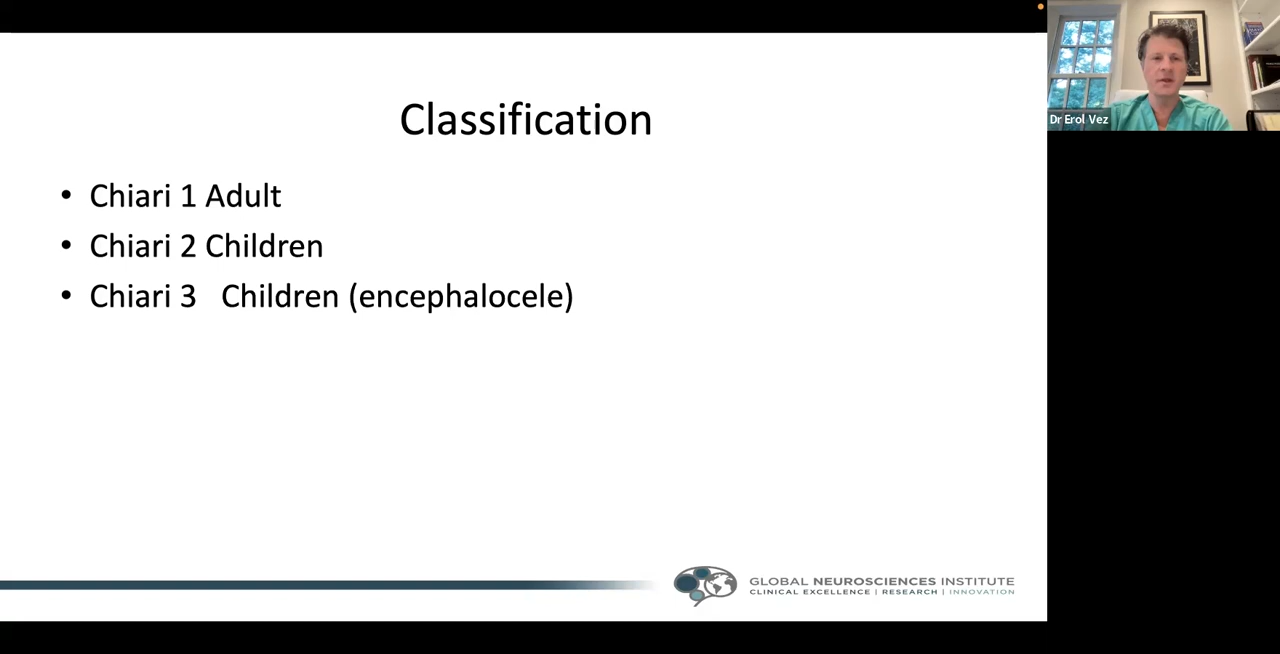 Classification
• Chiari 1 Adult
• Chiari 2 Children
• Chiari 3 Children (encephalocele)
GLOBAL NEUROSCIENCES INSTITUTE
CLINICAL EXCELLENCE | RESEARCH | INNOVATION
Dr Erol Vez